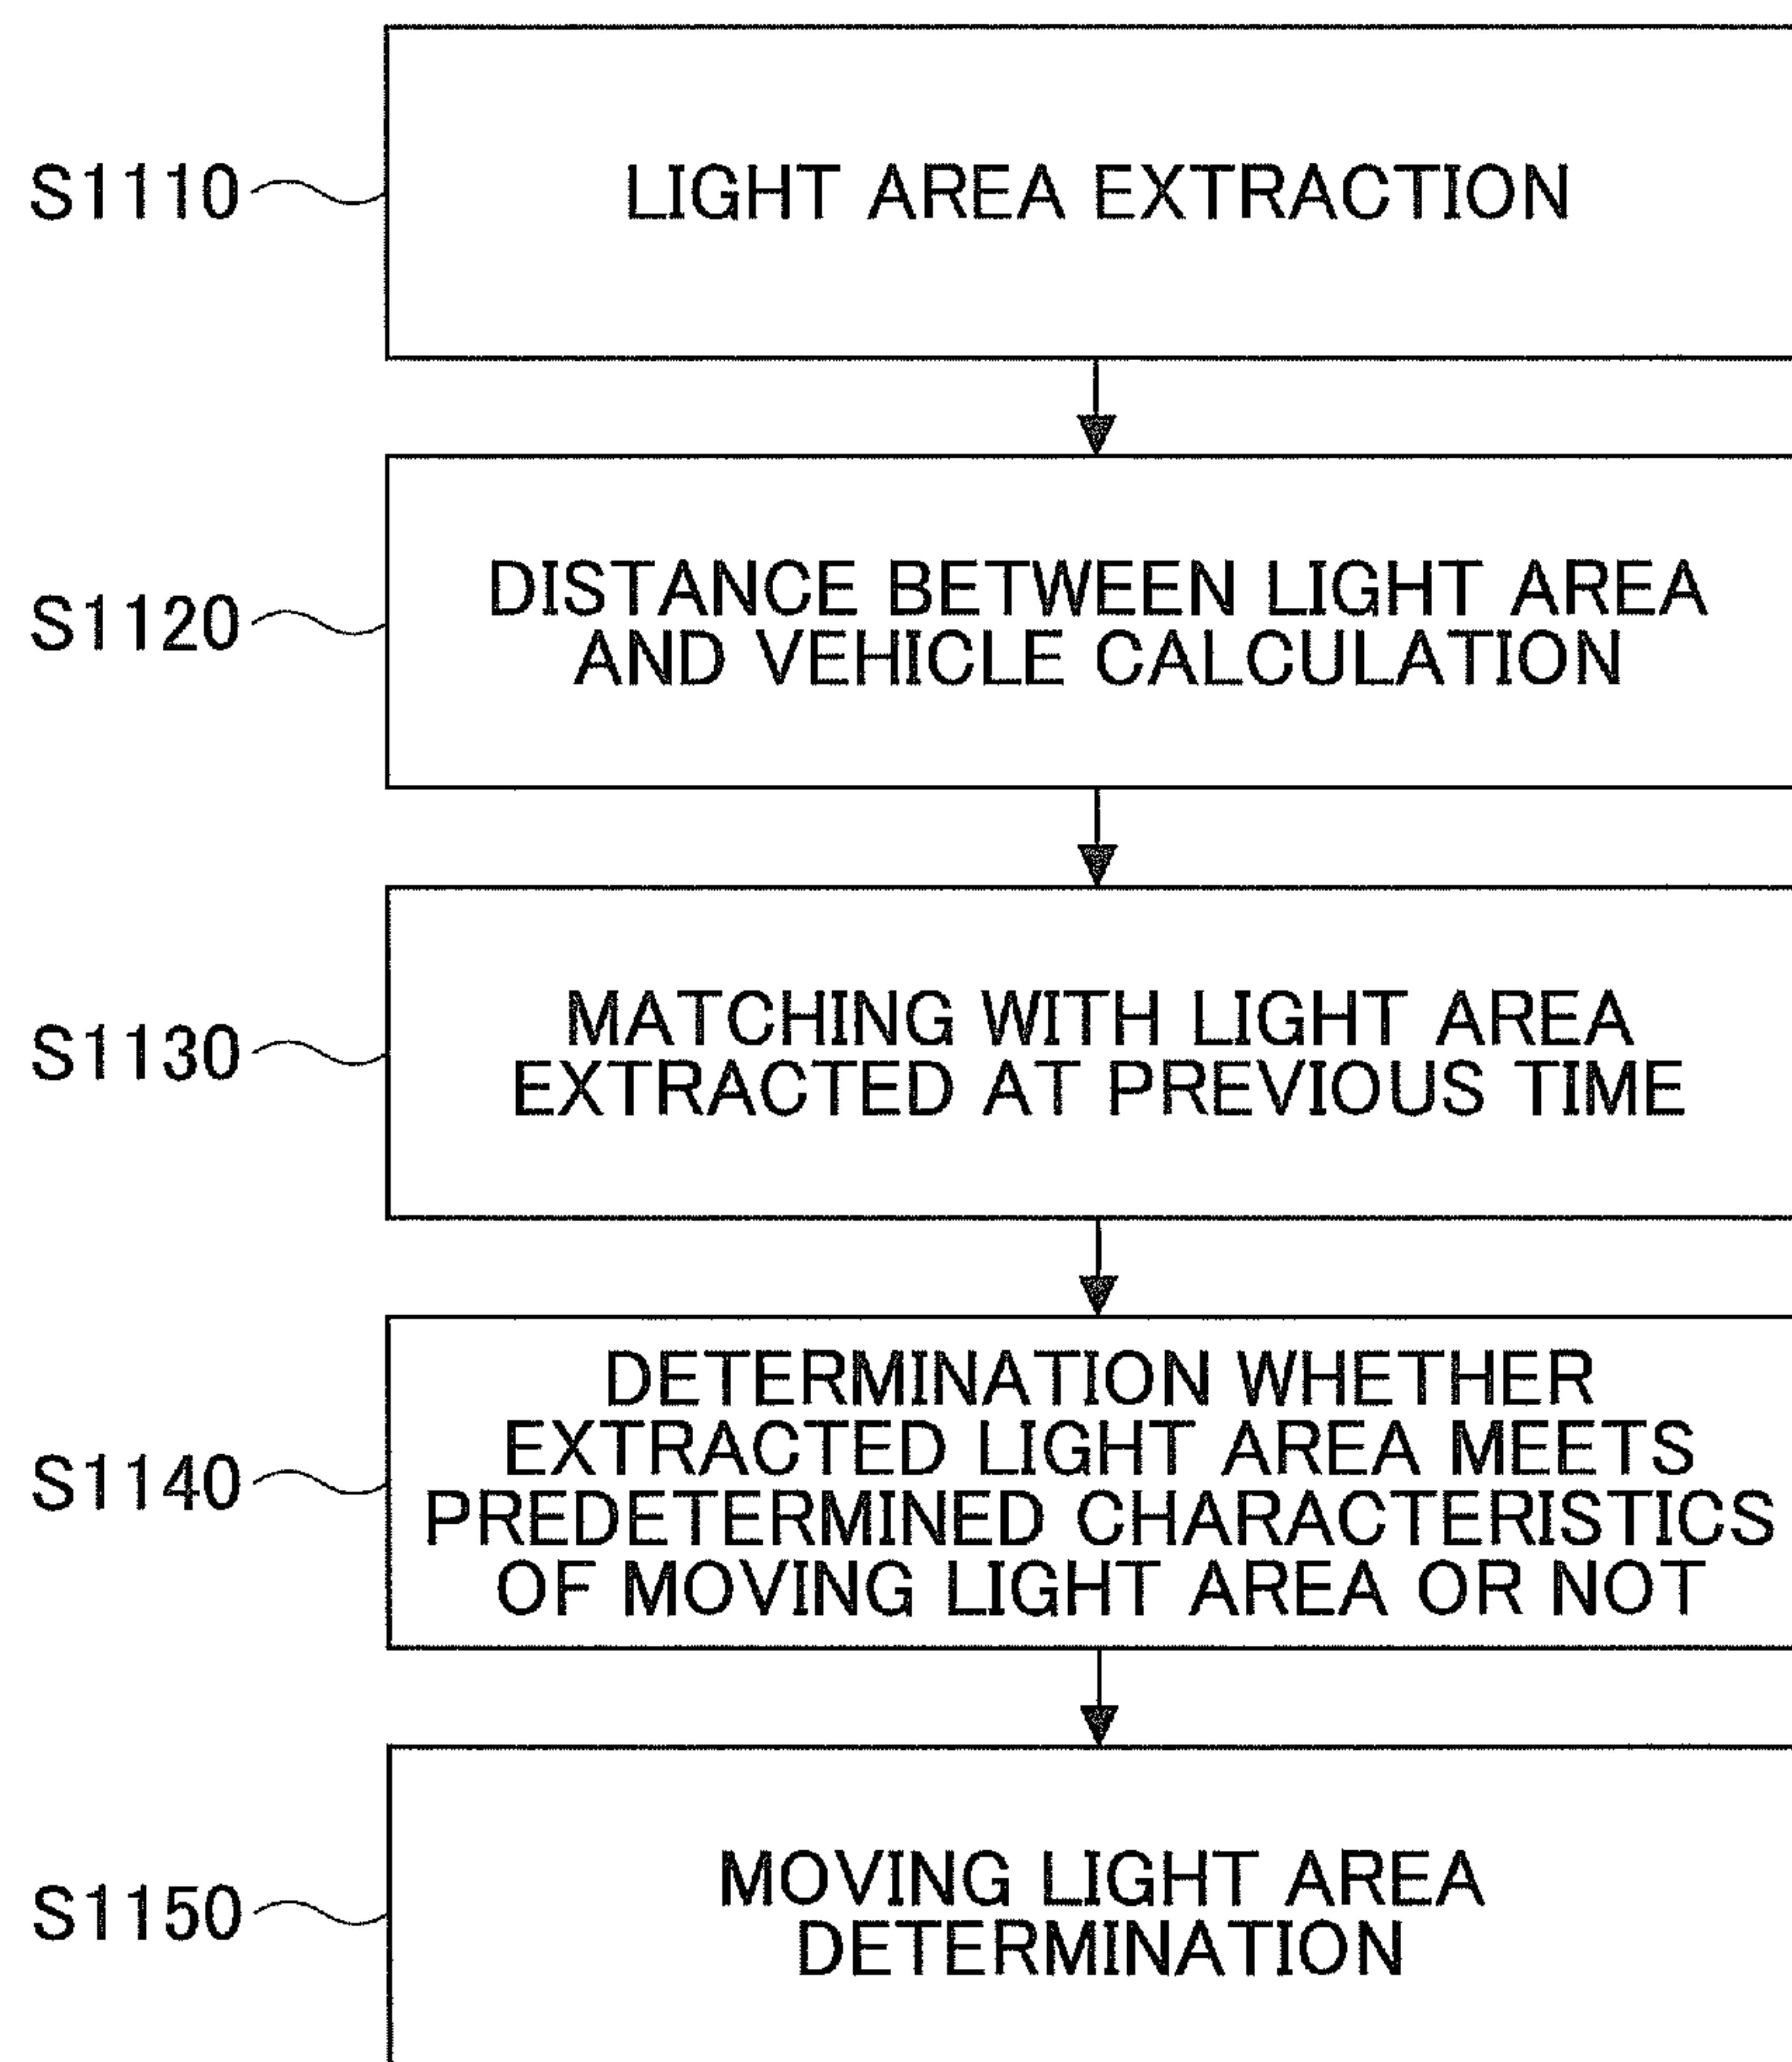 S1110
LIGHT AREA EXTRACTION
S1120
DISTANCE BETWEEN LIGHT AREA
AND VEHICLE CALCULATION
S1130
MATCHING WITH LIGHT AREA
EXTRACTED AT PREVIOUS TIME
S1140
DETERMINATION WHETHER
EXTRACTED LIGHT AREA MEETS
PREDETERMINED CHARACTERISTICS
OF MOVING LIGHT AREA OR NOT
S1150
MOVING LIGHT AREA
DETERMINATION